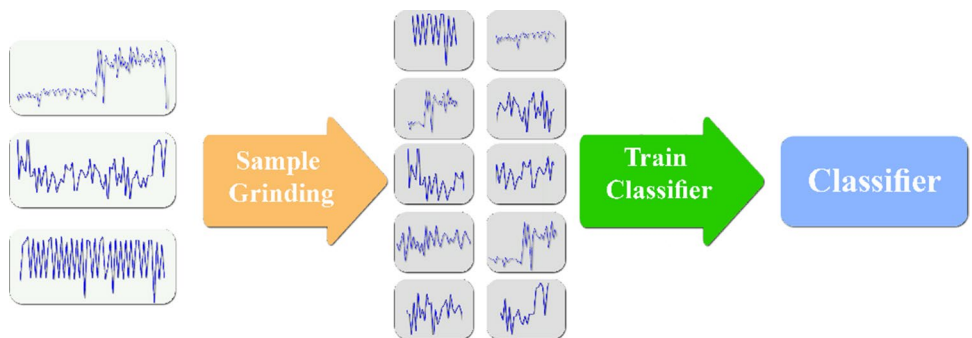 Sample
Grinding
Train
Classifier
Classifier